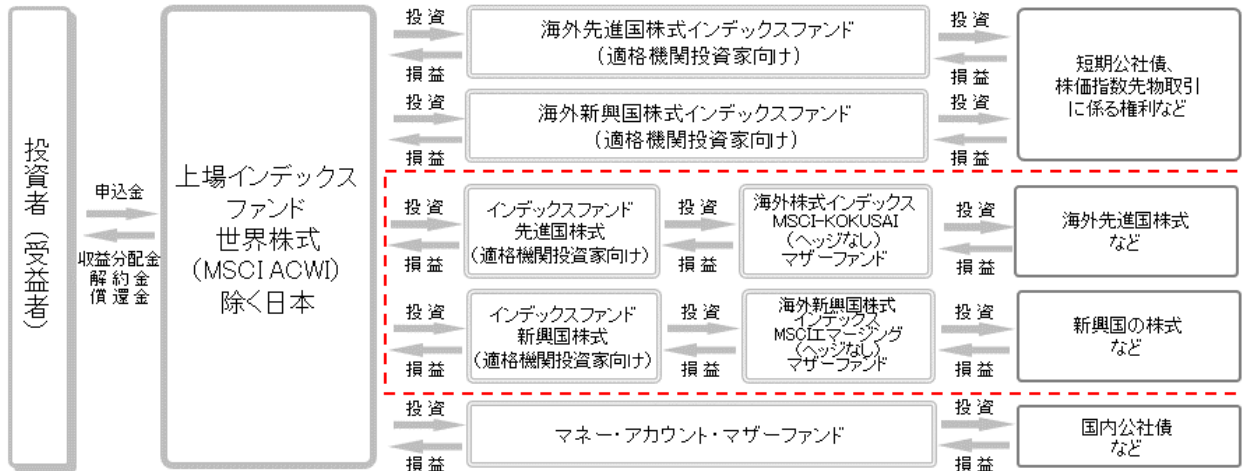 投資者（受益者）
申込金
収益分配金
解約金
償還金
上場インデックス
ファンド
世界株式
(MSCI ACWI)
除く日本
投資
損益
海外先進国株式インデックスファンド
（適格機関投資家向け）
投資
損益
短期公社債、
株価指数先物取引
に係る権利など
投資
損益
海外新興国株式インデックスファンド
（適格機関投資家向け）
投資
損益
投資
損益
インデックスファンド
先進国株式
（適格機関投資家向け）
投資
損益
海外株式インデックス
MSCI-KOKUSAI
（ヘッジなし）
マザーファンド
投資
損益
海外先進国株式
など
投資
損益
インデックスファンド
新興国株式
（適格機関投資家向け）
投資
損益
海外新興国株式
インデックス
MSCIエマージング
（ヘッジなし）
マザーファンド
投資
損益
新興国の株式
など
投資
損益
マネー・アカウント・マザーファンド
投資
損益
国内公社債
など